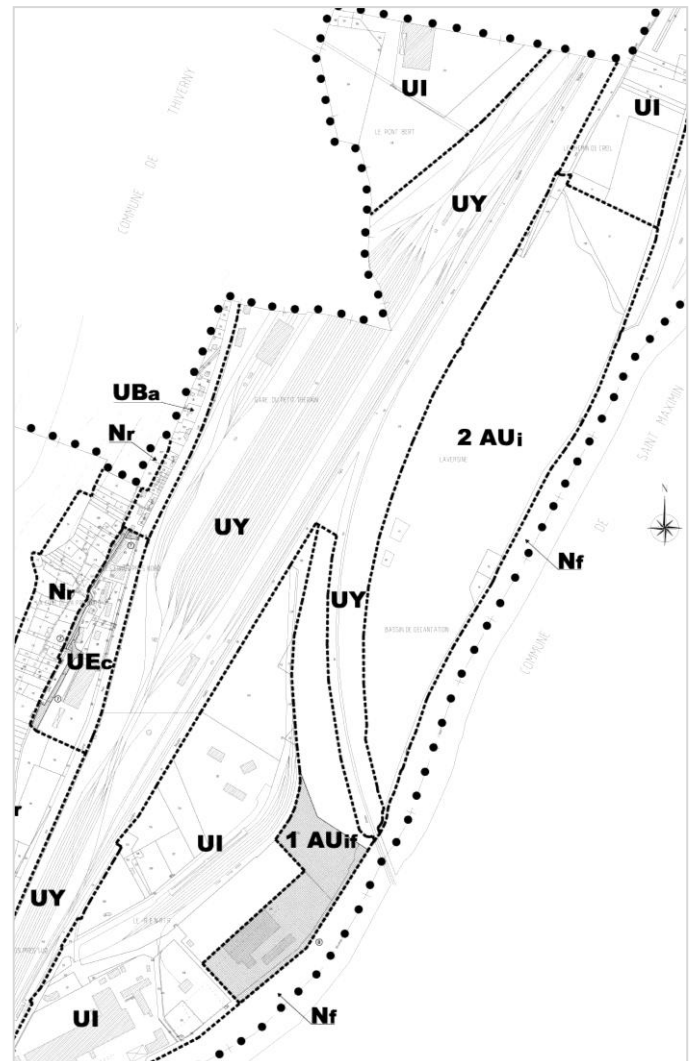 UI
UI
COMMUNE DE THIVERNY
LE PONT BERT
UY
UBa
Nr
GARE DU PETIT THERAIN
2 AUi
LAVERSINE
SAINT MAXIMIN
DE
COMMUNE
Nf
UY
UY
Nr
UEc
BASSIN DE DECANTATION
UI
1 AUif
r
UY
UI
Nf